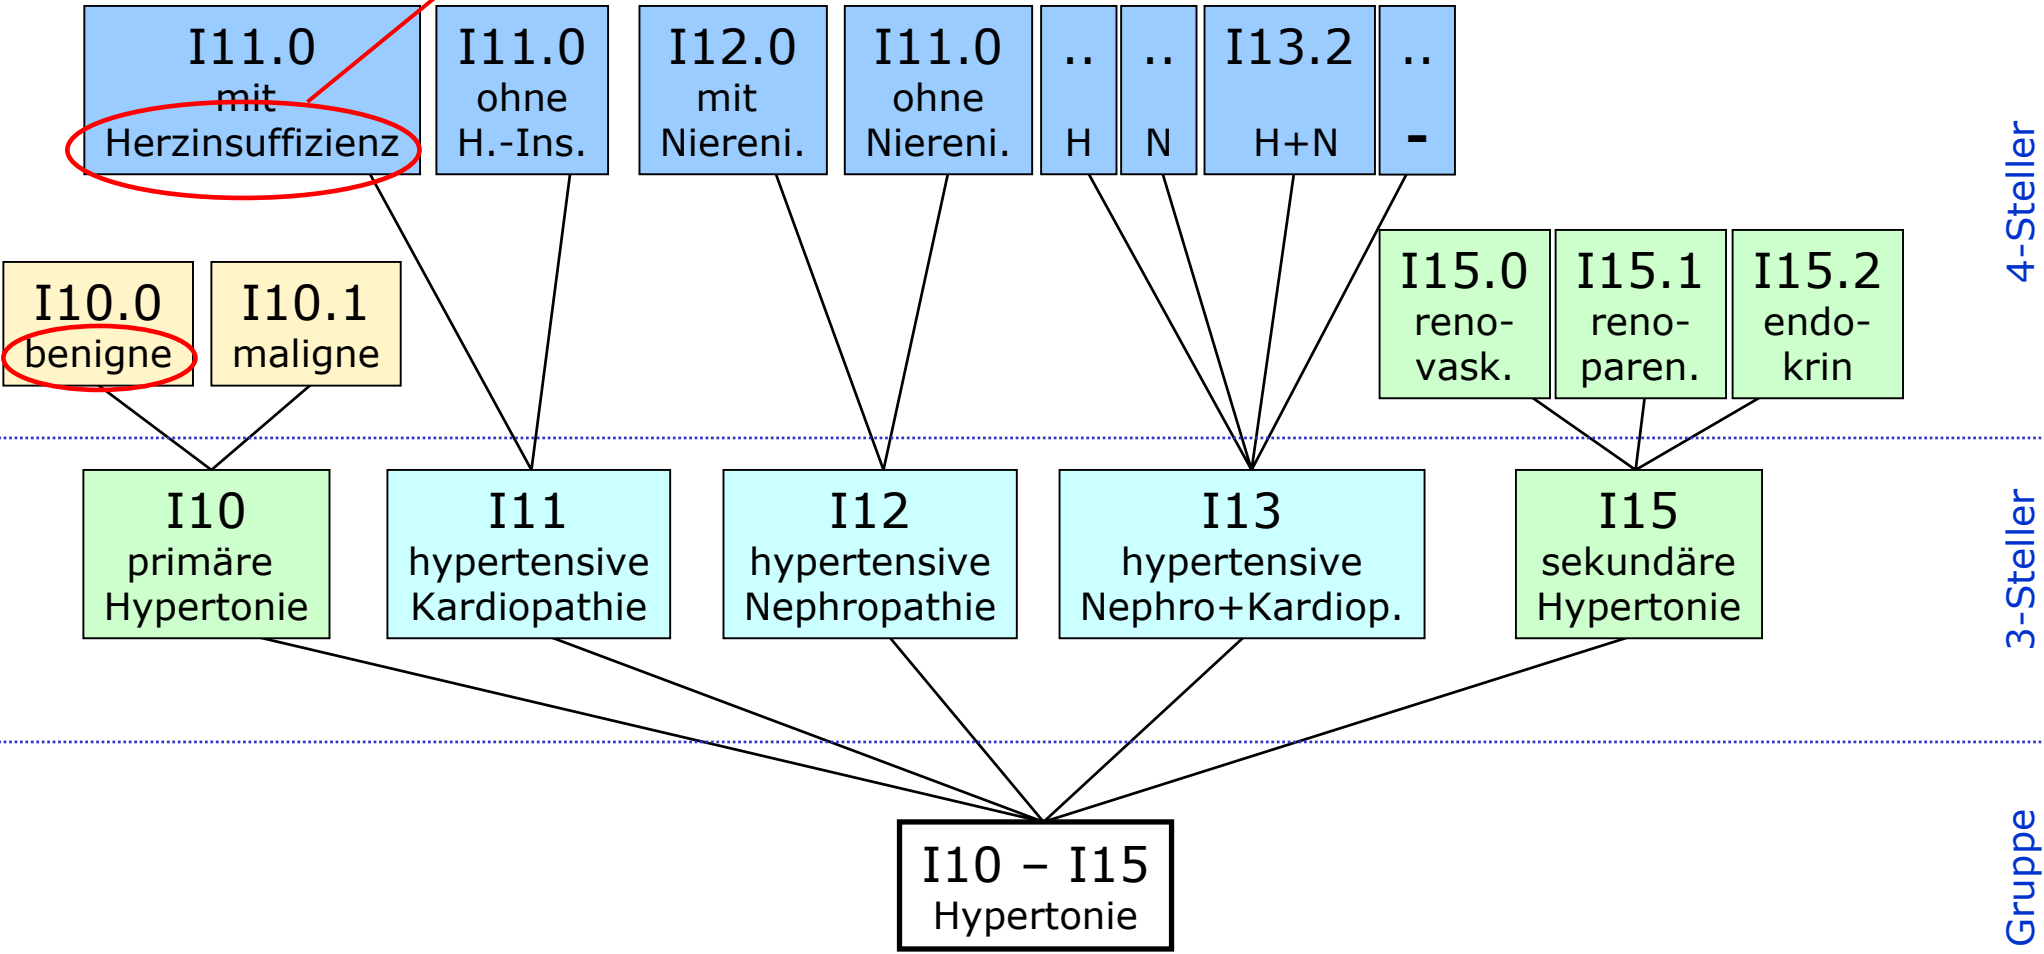 I11.0
mit
Herzinsuffizienz
I11.0
ohne
H.-Ins.
I12.0
mit
Niereni.
I11.0
ohne
Niereni.
..
H
..
N
I13.2
H+N
..
-
4-Steller
I10.0
benigne
I10.1
maligne
I15.0
reno-
vask.
I15.1
reno-
paren.
I15.2
endo-
krin
I10
primäre
Hypertonie
I11
hypertensive
Kardiopathie
I12
hypertensive
Nephropathie
I13
hypertensive
Nephro+Kardiop.
I15
sekundäre
Hypertonie
3-Steller
I10 – I15
Hypertonie
Gruppe